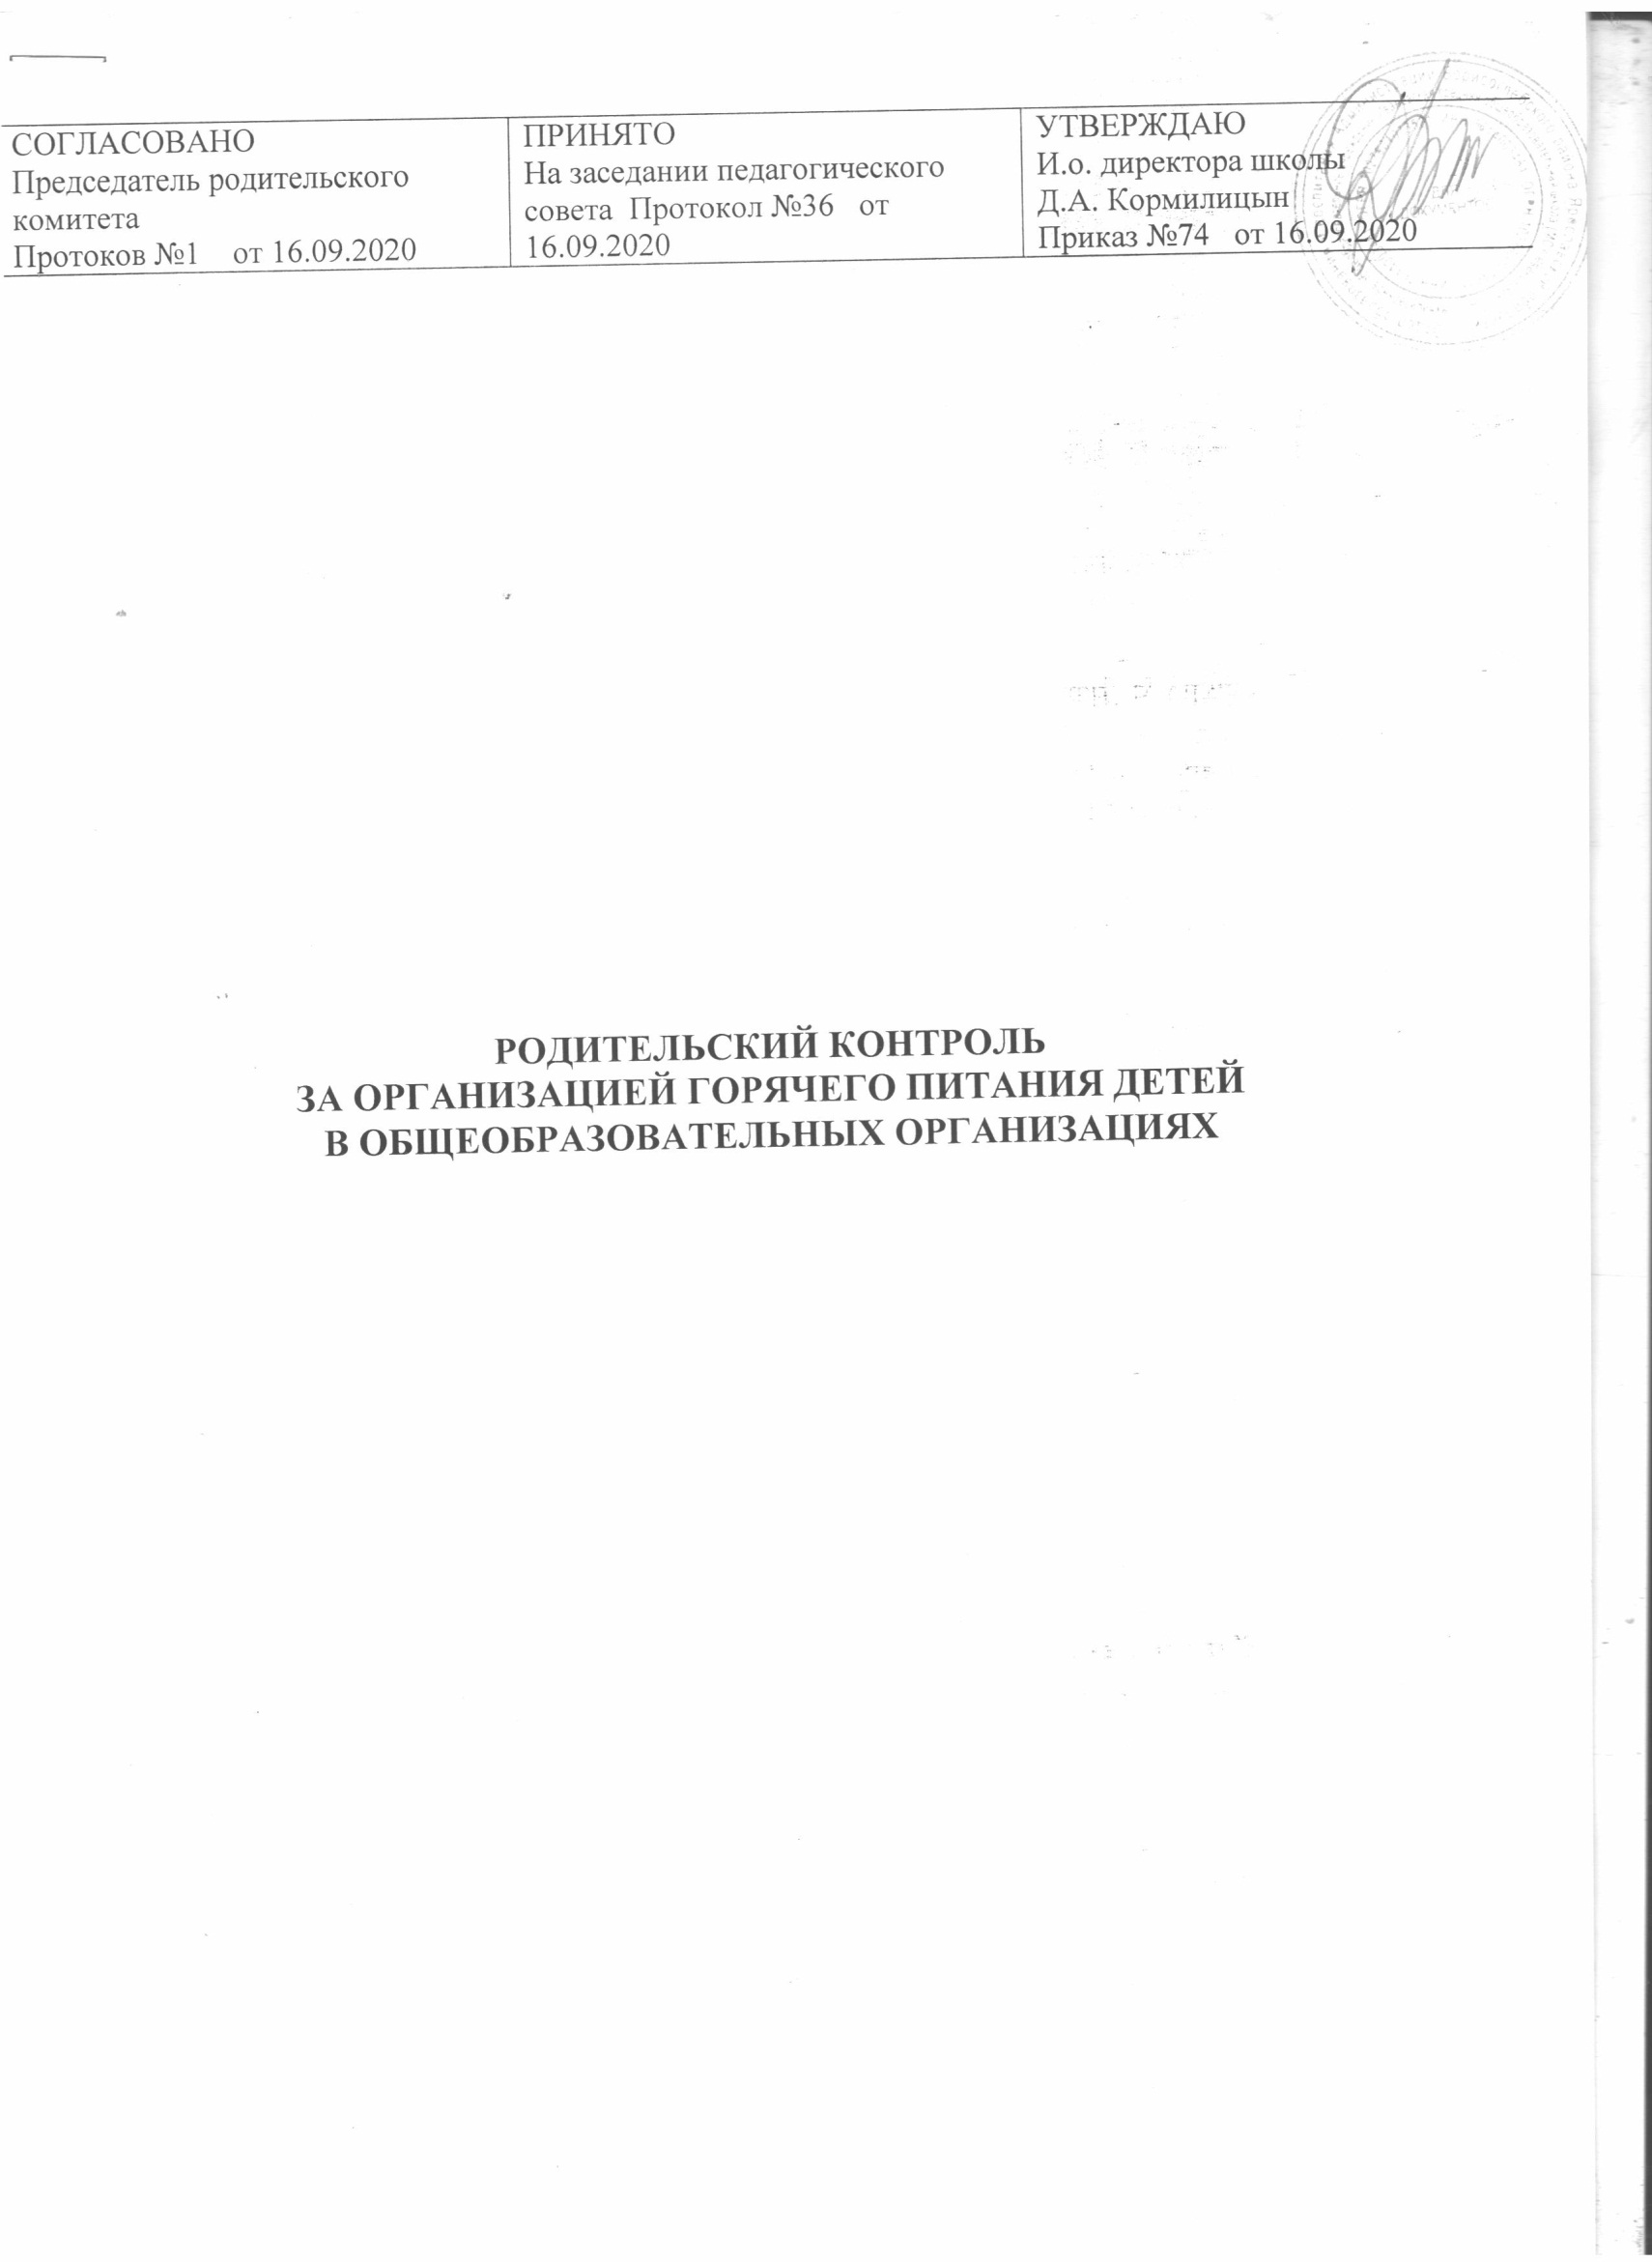 СОГЛАСОВАНО
Председатель родительского
комитета
Протоков №1 от 16.09.2020
ПРИНЯТО
На заседании педагогического
совета Протокол №36 от
16.09.2020
УТВЕРЖДАЮ
И.о. директора школы
Д.А. Кормилицын
Приказ №74 от 16.09.2020
РОДИТЕЛЬСКИЙ КОНТРОЛЬ
ЗА ОРГАНИЗАЦИЕЙ ГОРЯЧЕГО ПИТАНИЯ ДЕТЕЙ
В ОБЩЕОБРАЗОВАТЕЛЬНЫХ ОРГАНИЗАЦИЯХ